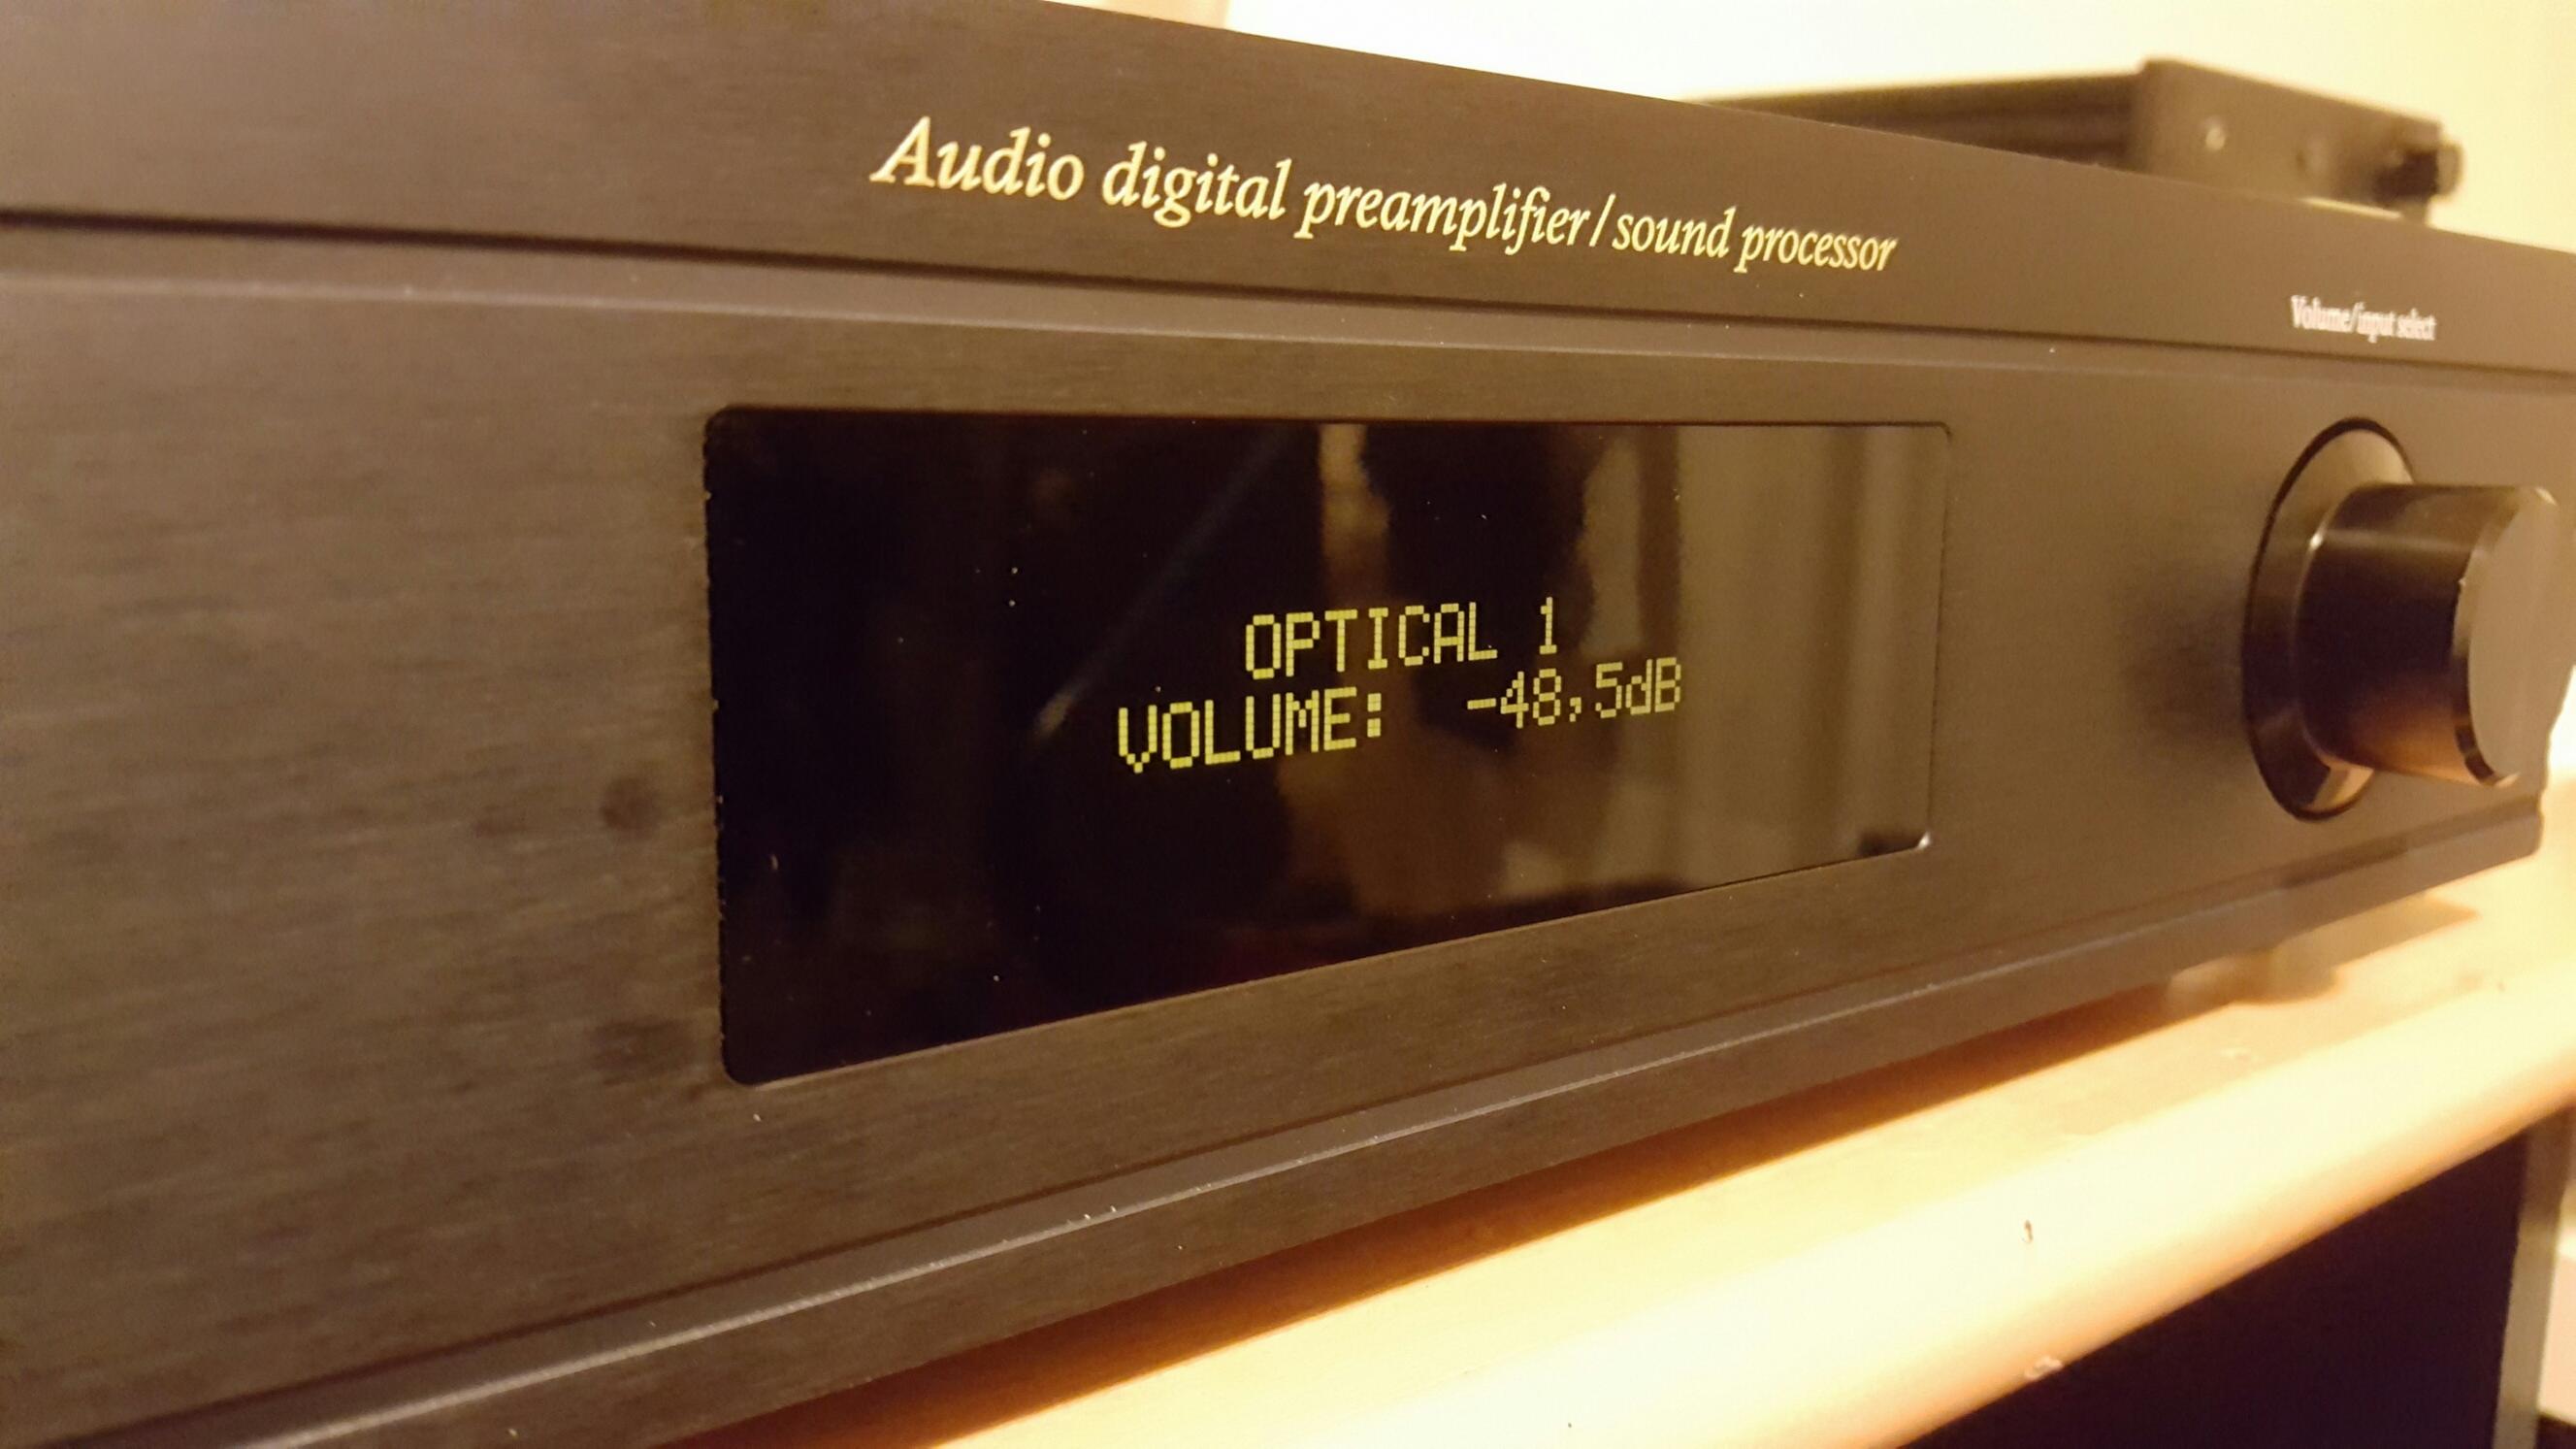 Audio digital preamplifier/sound processor
Volume/input select
OPTICAL 1
VOLUME: -48,5dB